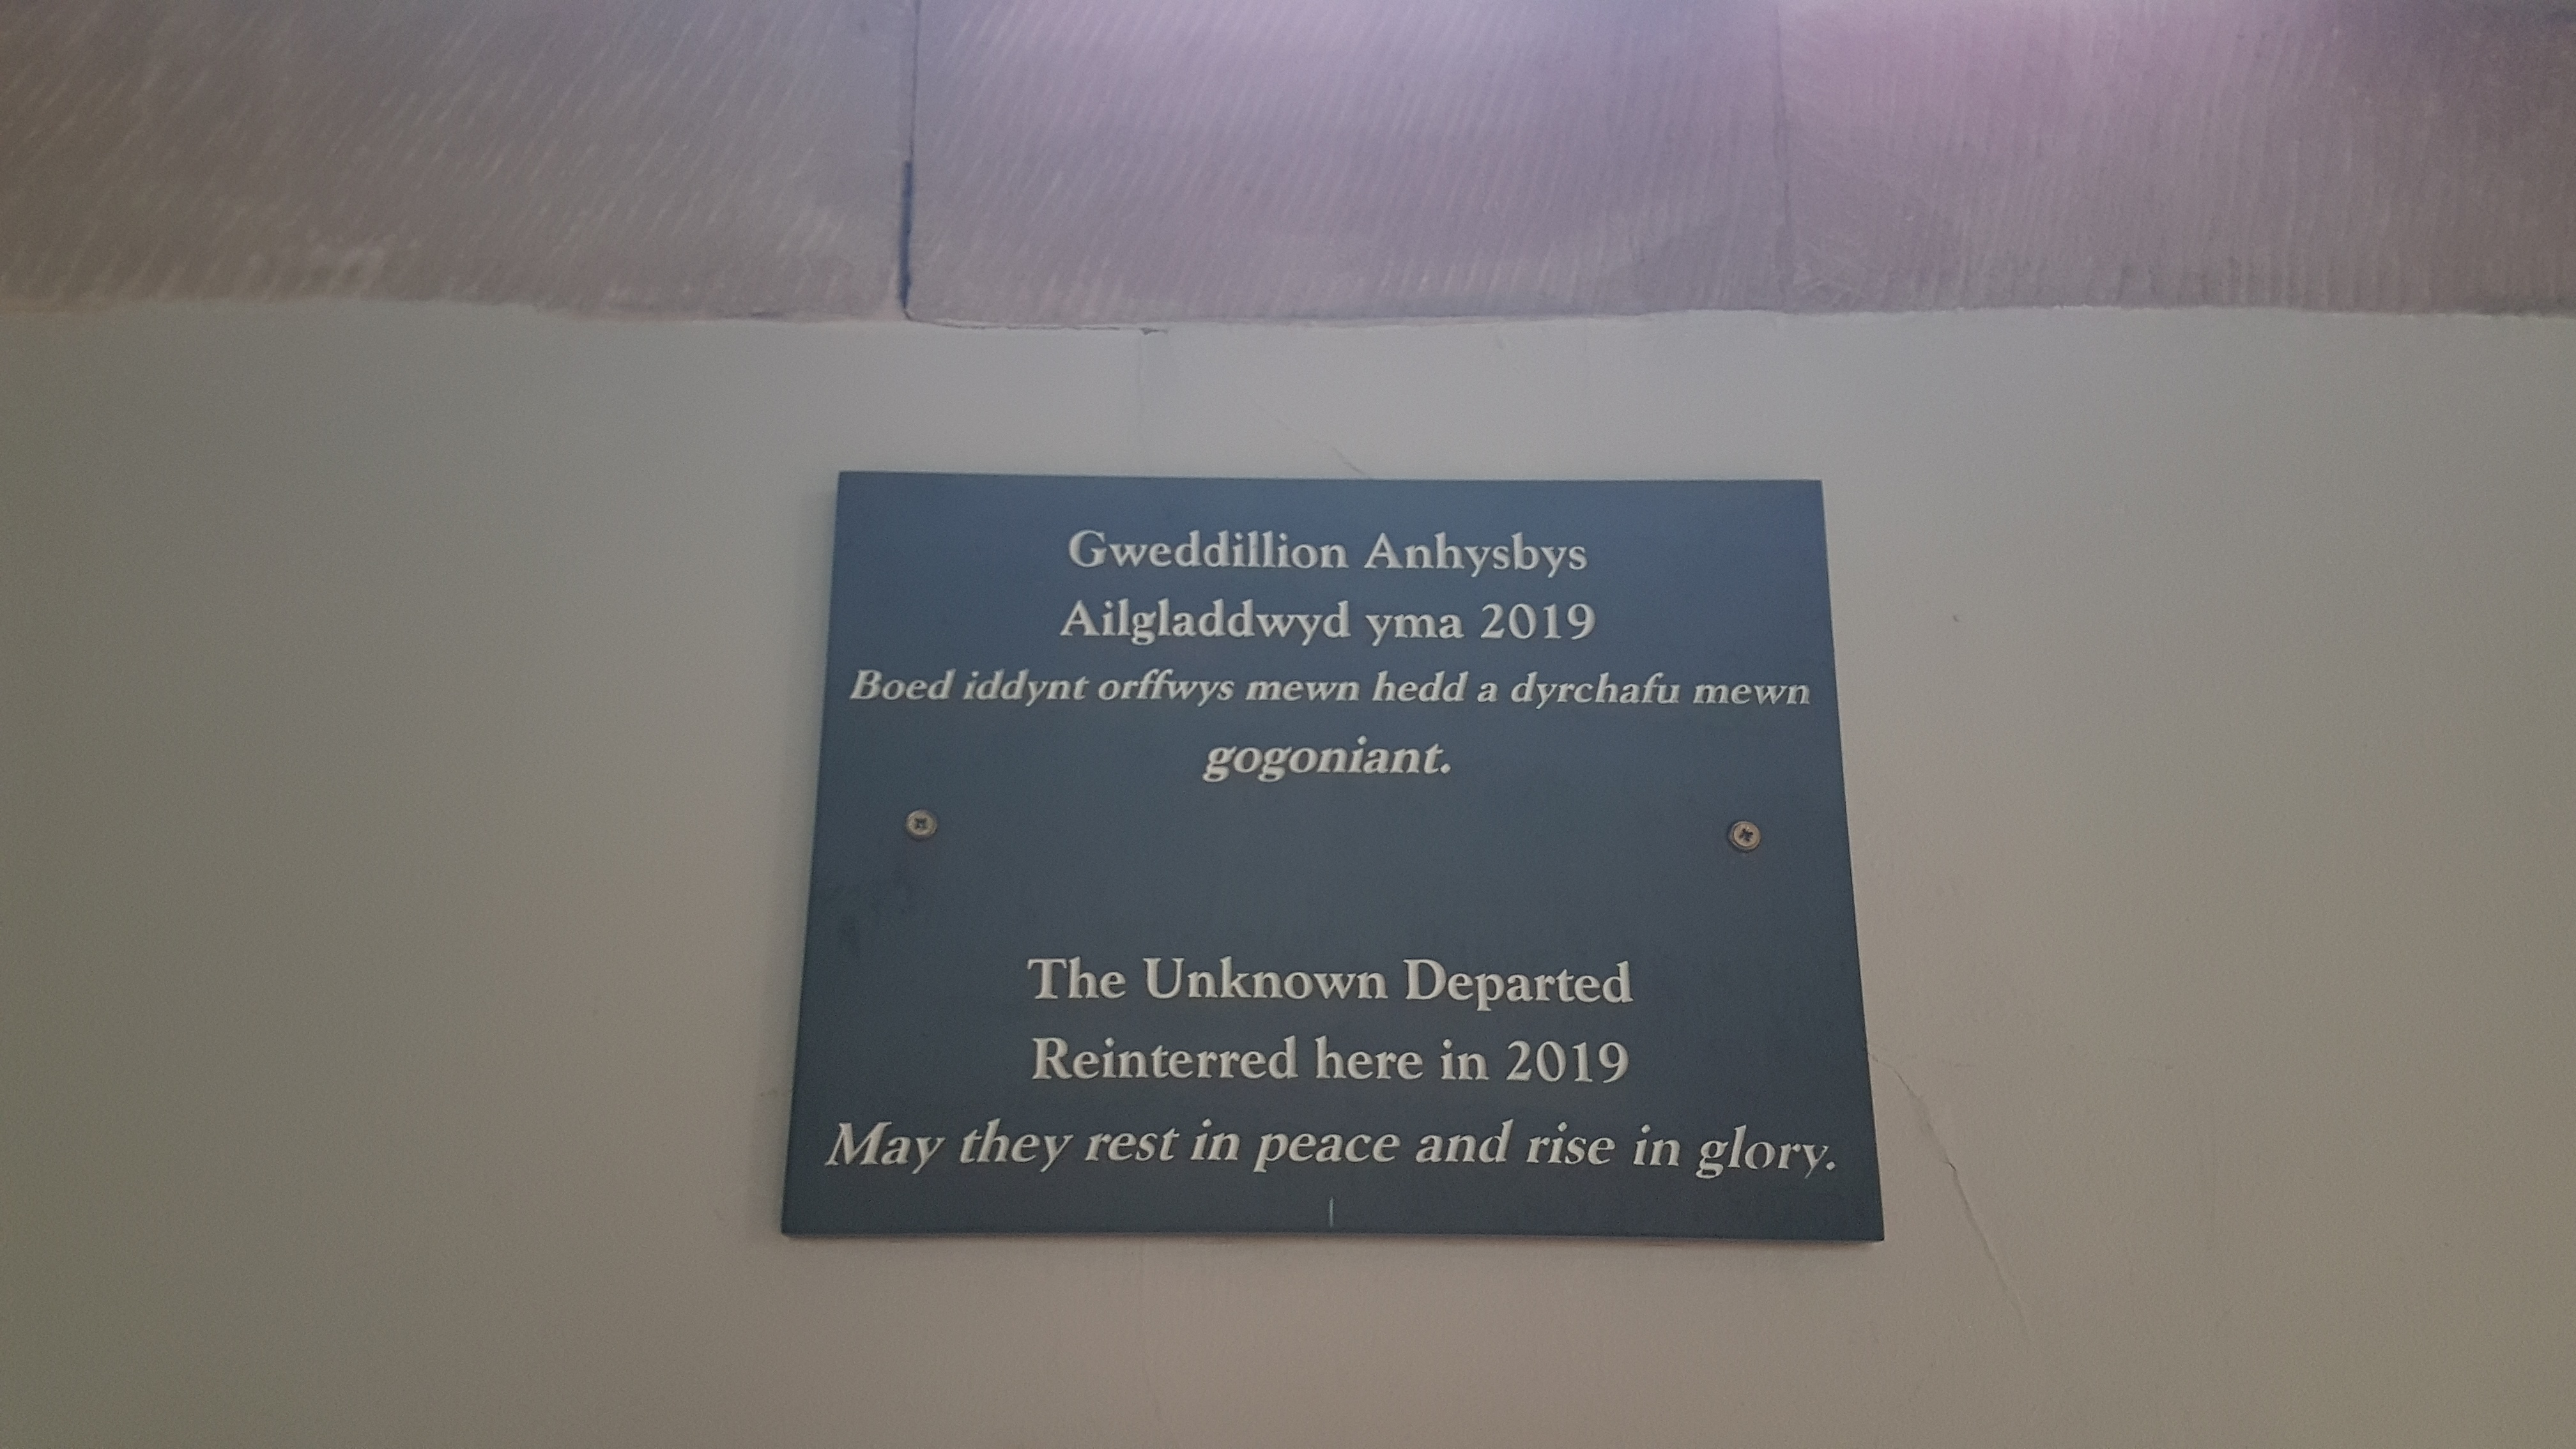 Gweddillion Anhysbys
Ailgladdwyd yma 2019
Boed iddynt orffwys mewn hedd a dyrchafu mewn
gogoniant.
The Unknown Departed
Reinterred here in 2019
May they rest in peace and rise in glory.